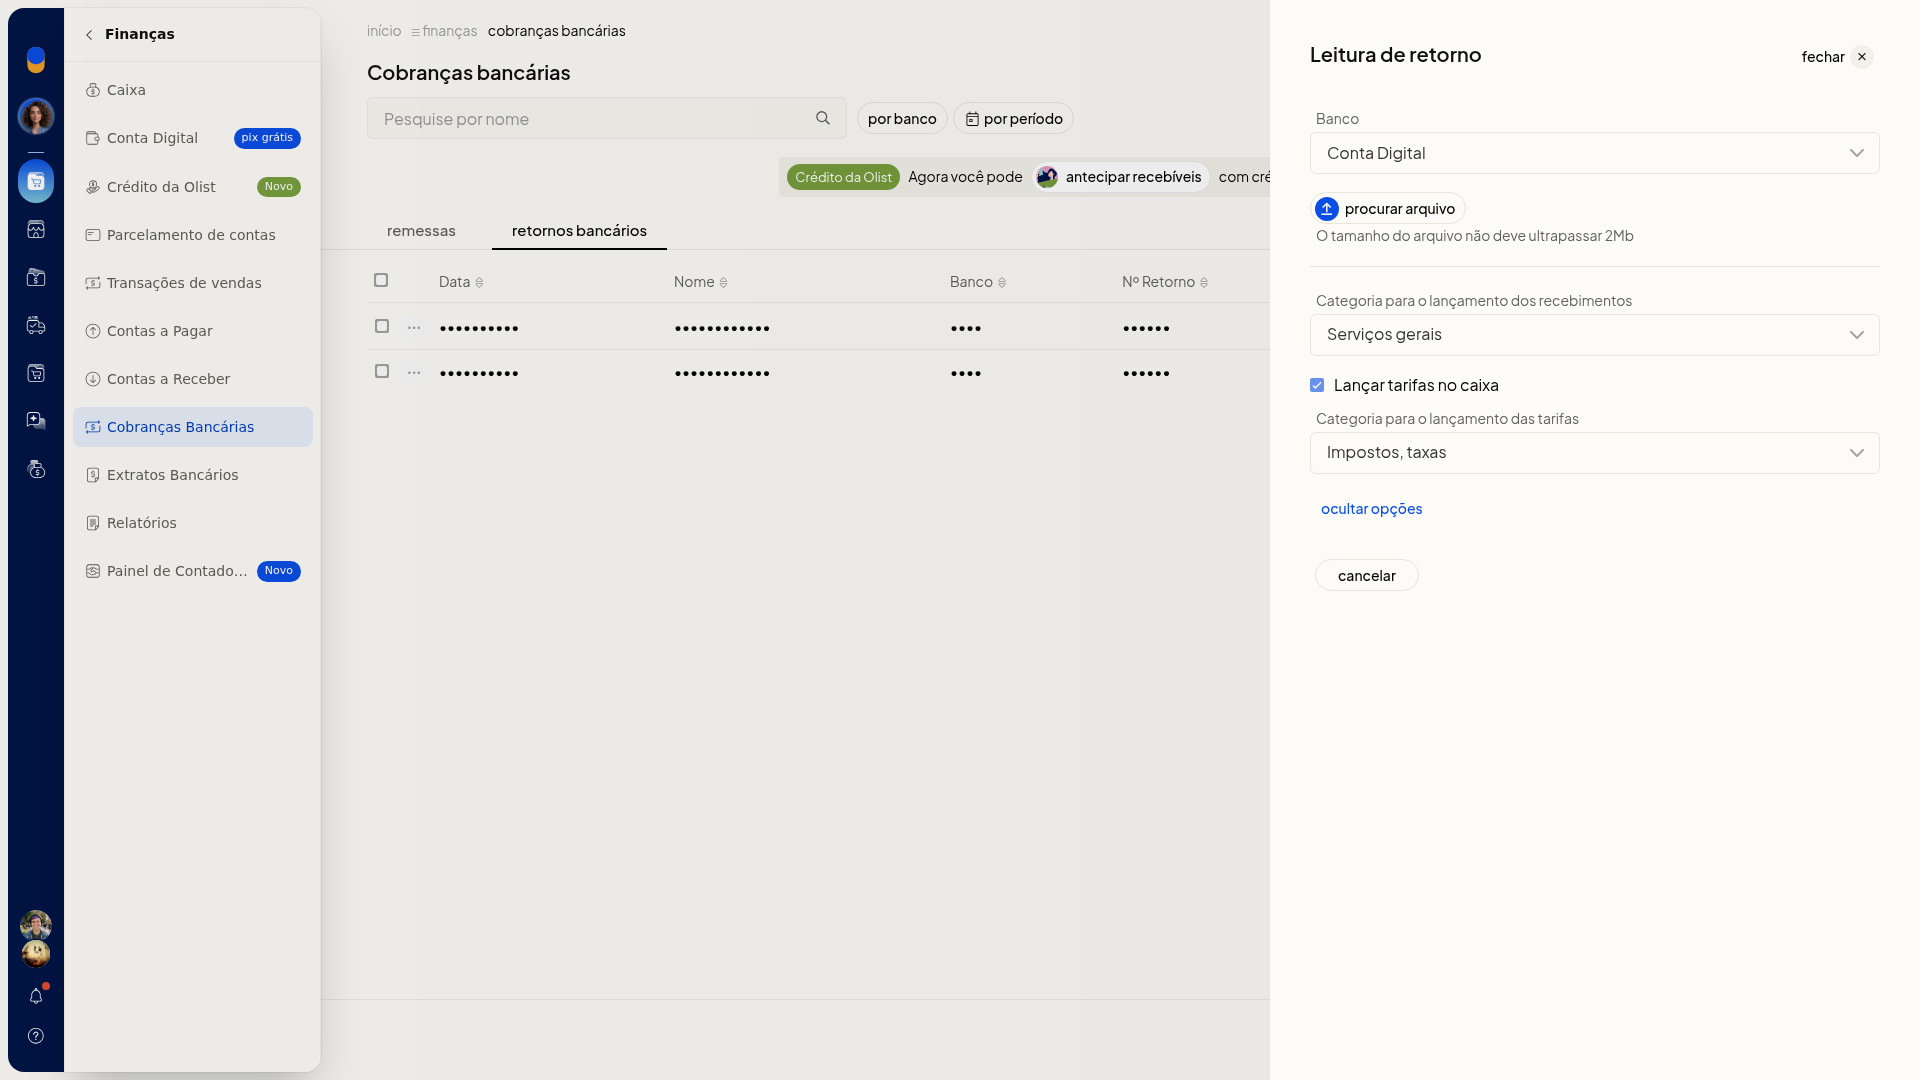 Finanças
Caixa
Conta Digital pix grátis
Crédito da Olist Novo
Parcelamento de contas
Transações de vendas
Contas a Pagar
Contas a Receber
Cobranças Bancárias
Extratos Bancários
Relatórios
Painel de Contado... Novo
início finanças cobranças bancárias
Cobranças bancárias
Pesquise por nome
por banco por período
Crédito da Olist Agora você pode antecipar recebíveis com cré
remessas retornos bancários
Data Nome Banco Nº Retorno
•••••••••• •••••••••••• •••• ••••••
•••••••••• •••••••••••• •••• ••••••
Leitura de retorno
fechar
Banco
Conta Digital
procurar arquivo
O tamanho do arquivo não deve ultrapassar 2Mb
Categoria para o lançamento dos recebimentos
Serviços gerais
Lançar tarifas no caixa
Categoria para o lançamento das tarifas
Impostos, taxas
ocultar opções
cancelar